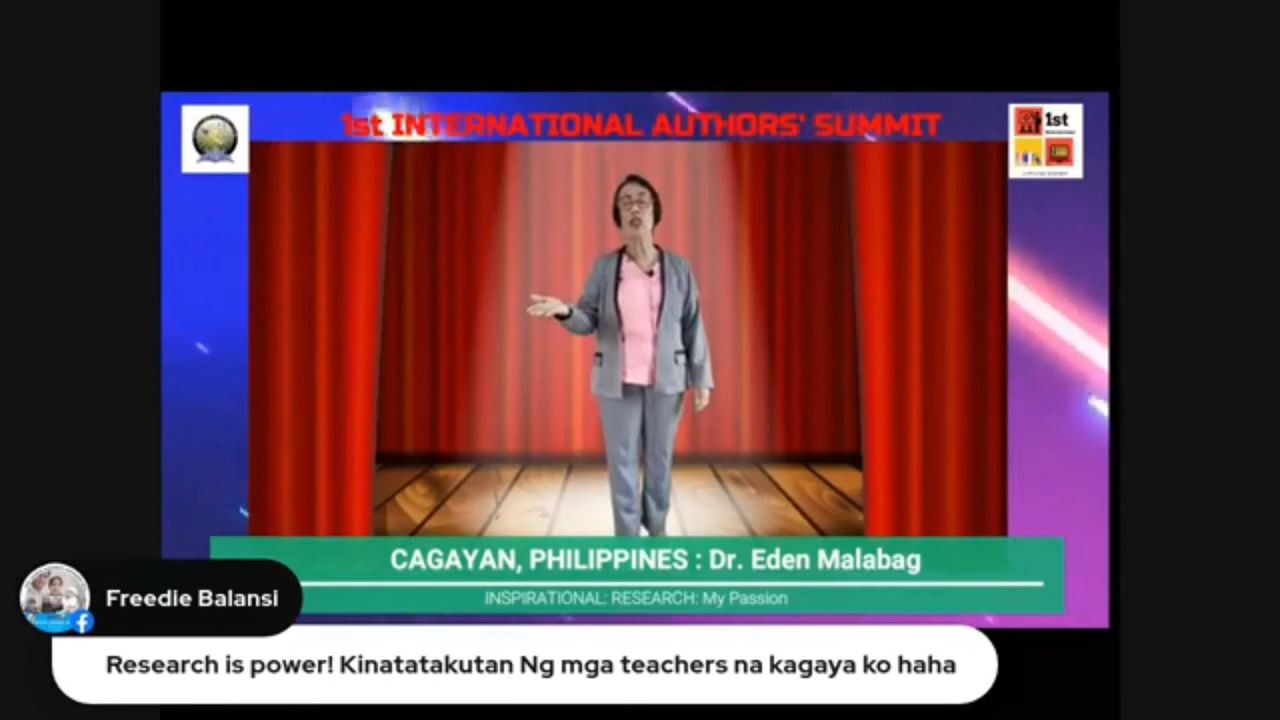 1st INTERNATIONAL AUTHORS' SUMMIT
1st
CAGAYAN, PHILIPPINES : Dr. Eden Malabag
INSPIRATIONAL: RESEARCH: My Passion
Freedie Balansi
Research is power! Kinatatakutan Ng mga teachers na kagaya ko haha